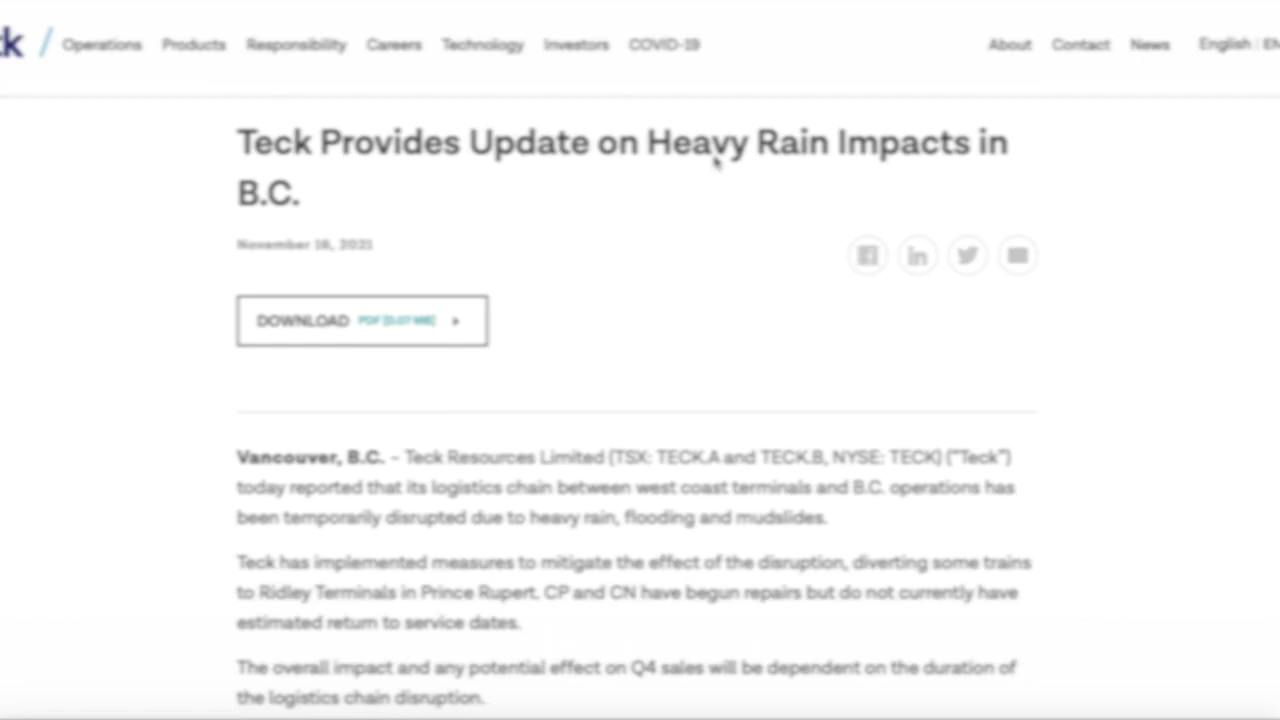 ck / Operations Products Responsibility Careers Technology Investors COVID-19 About Contact News English | EN
Teck Provides Update on Heavy Rain Impacts in
B.C.
November 18, 2021
DOWNLOAD PDF [0.07 MB]
Vancouver, B.C. – Teck Resources Limited (TSX: TECK.A and TECK.B, NYSE: TECK) (“Teck”)
today reported that its logistics chain between west coast terminals and B.C. operations has
been temporarily disrupted due to heavy rain, flooding and mudslides.
Teck has implemented measures to mitigate the effect of the disruption, diverting some trains
to Ridley Terminals in Prince Rupert. CP and CN have begun repairs but do not currently have
estimated return to service dates.
The overall impact and any potential effect on Q4 sales will be dependent on the duration of
the logistics chain disruption.